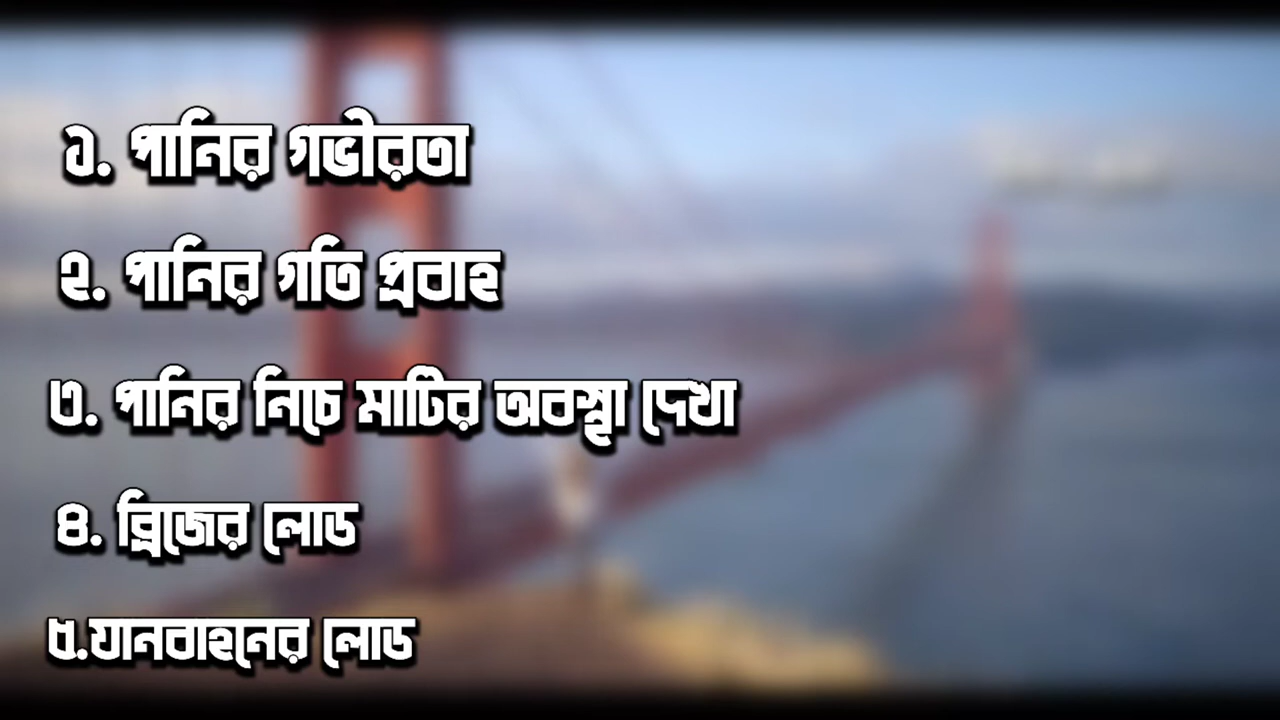 ১. পানির গভীরতা
২. পানির গতি প্রবাহ
৩. পানির নিচে মাটির অবস্থা দেখা
৪. ব্রিজের লোড
৫.যানবাহনের লোড